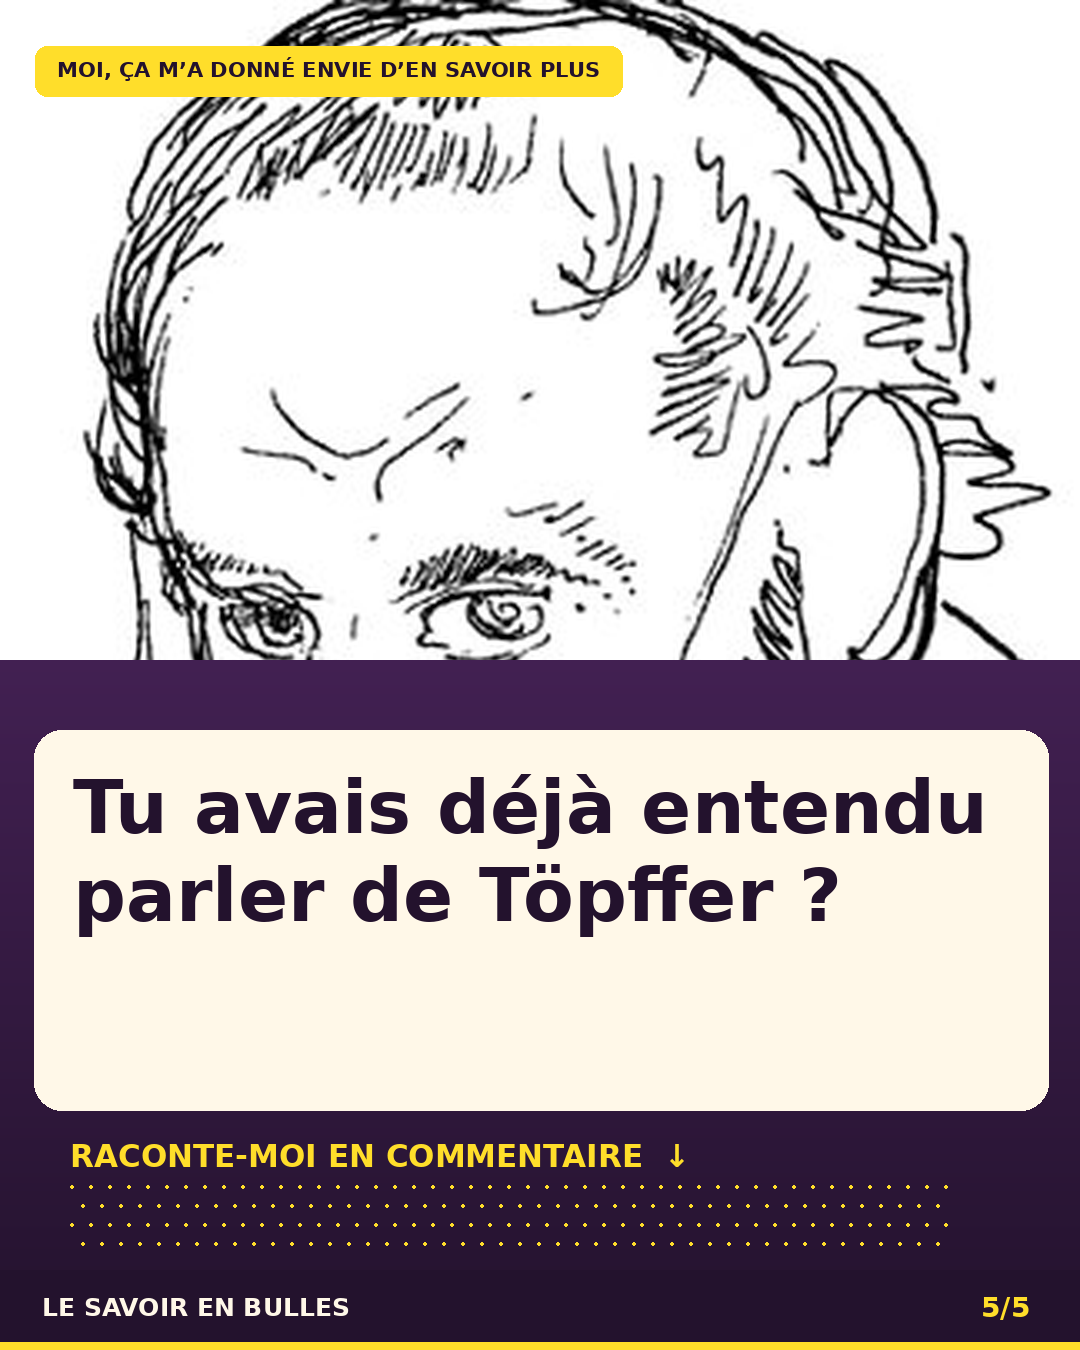 MOI, ÇA M’A DONNÉ ENVIE D’EN SAVOIR PLUS
Tu avais déjà entendu
parler de Töpffer ?
RACONTE-MOI EN COMMENTAIRE ↓
LE SAVOIR EN BULLES
5/5